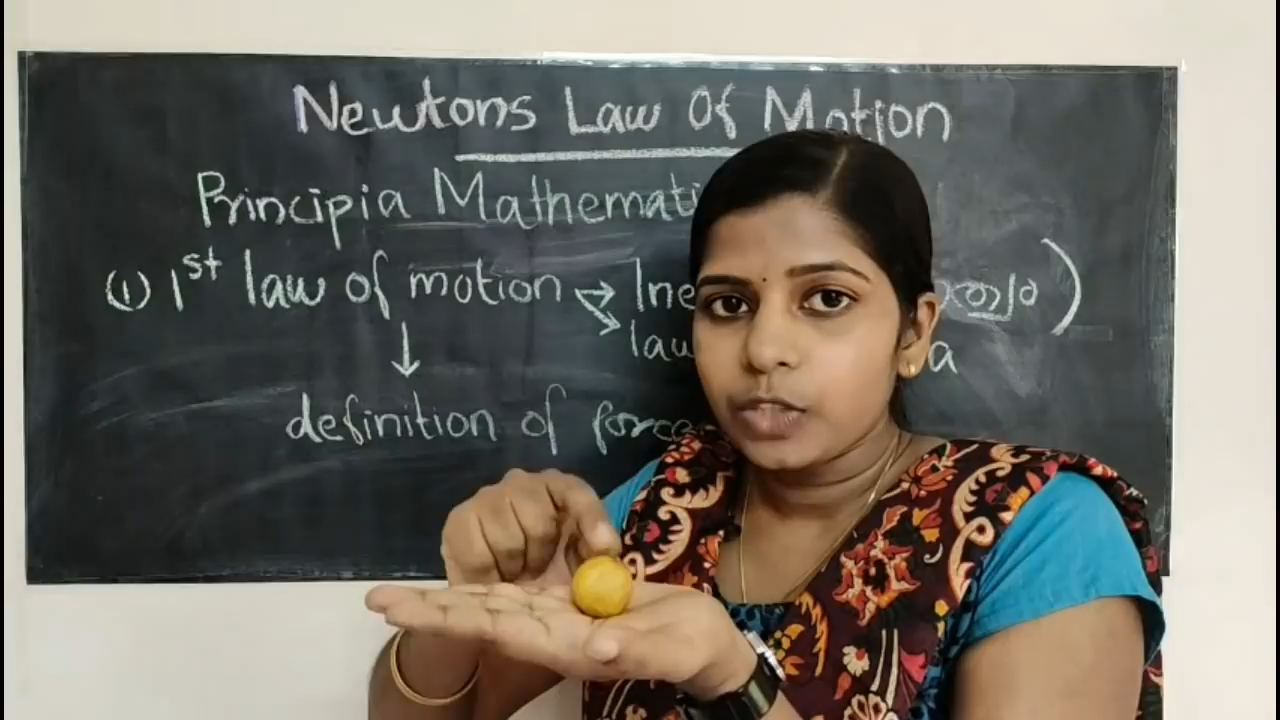 Newtons Law Of Motion
Principia Mathemati
(1) 1st law of motion → Ine ത്വം)
law a
↓
definition of force